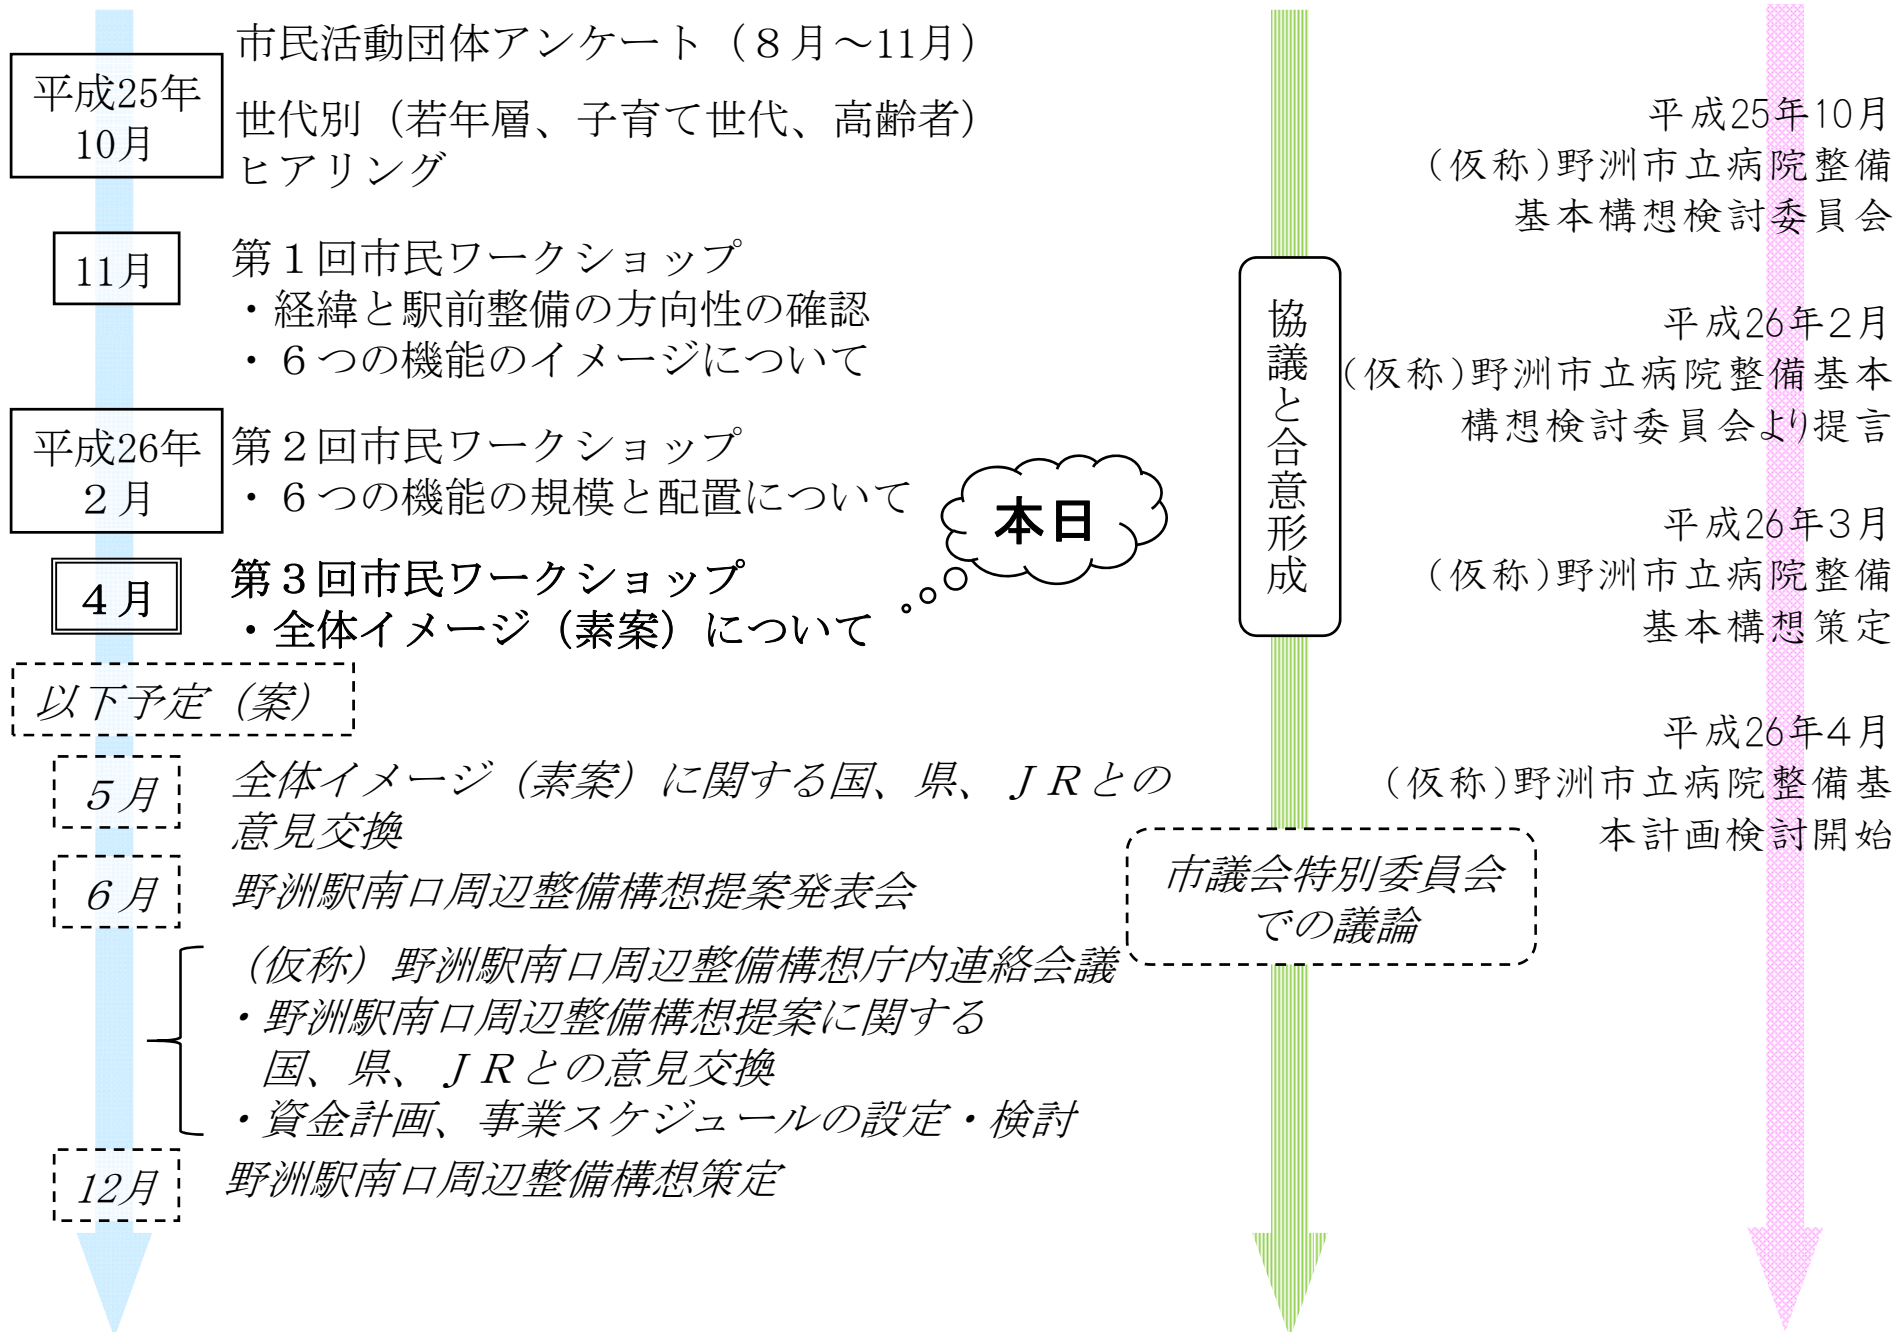 市民活動団体アンケート（８月～11月）
平成25年
10月
世代別（若年層、子育て世代、高齢者）
ヒアリング
11月
第１回市民ワークショップ
・経緯と駅前整備の方向性の確認
・６つの機能のイメージについて
平成26年
２月
第２回市民ワークショップ
・６つの機能の規模と配置について
本日
４月
第３回市民ワークショップ
・全体イメージ（素案）について
以下予定（案）
５月
全体イメージ（素案）に関する国、県、ＪＲとの
意見交換
６月
野洲駅南口周辺整備構想提案発表会
（仮称）野洲駅南口周辺整備構想庁内連絡会議
・野洲駅南口周辺整備構想提案に関する
国、県、ＪＲとの意見交換
・資金計画、事業スケジュールの設定・検討
12月
野洲駅南口周辺整備構想策定
協議と合意形成
市議会特別委員会
での議論
平成25年10月
（仮称）野洲市立病院整備
基本構想検討委員会
平成26年２月
（仮称）野洲市立病院整備基本
構想検討委員会より提言
平成26年３月
（仮称）野洲市立病院整備
基本構想策定
平成26年４月
（仮称）野洲市立病院整備基
本計画検討開始